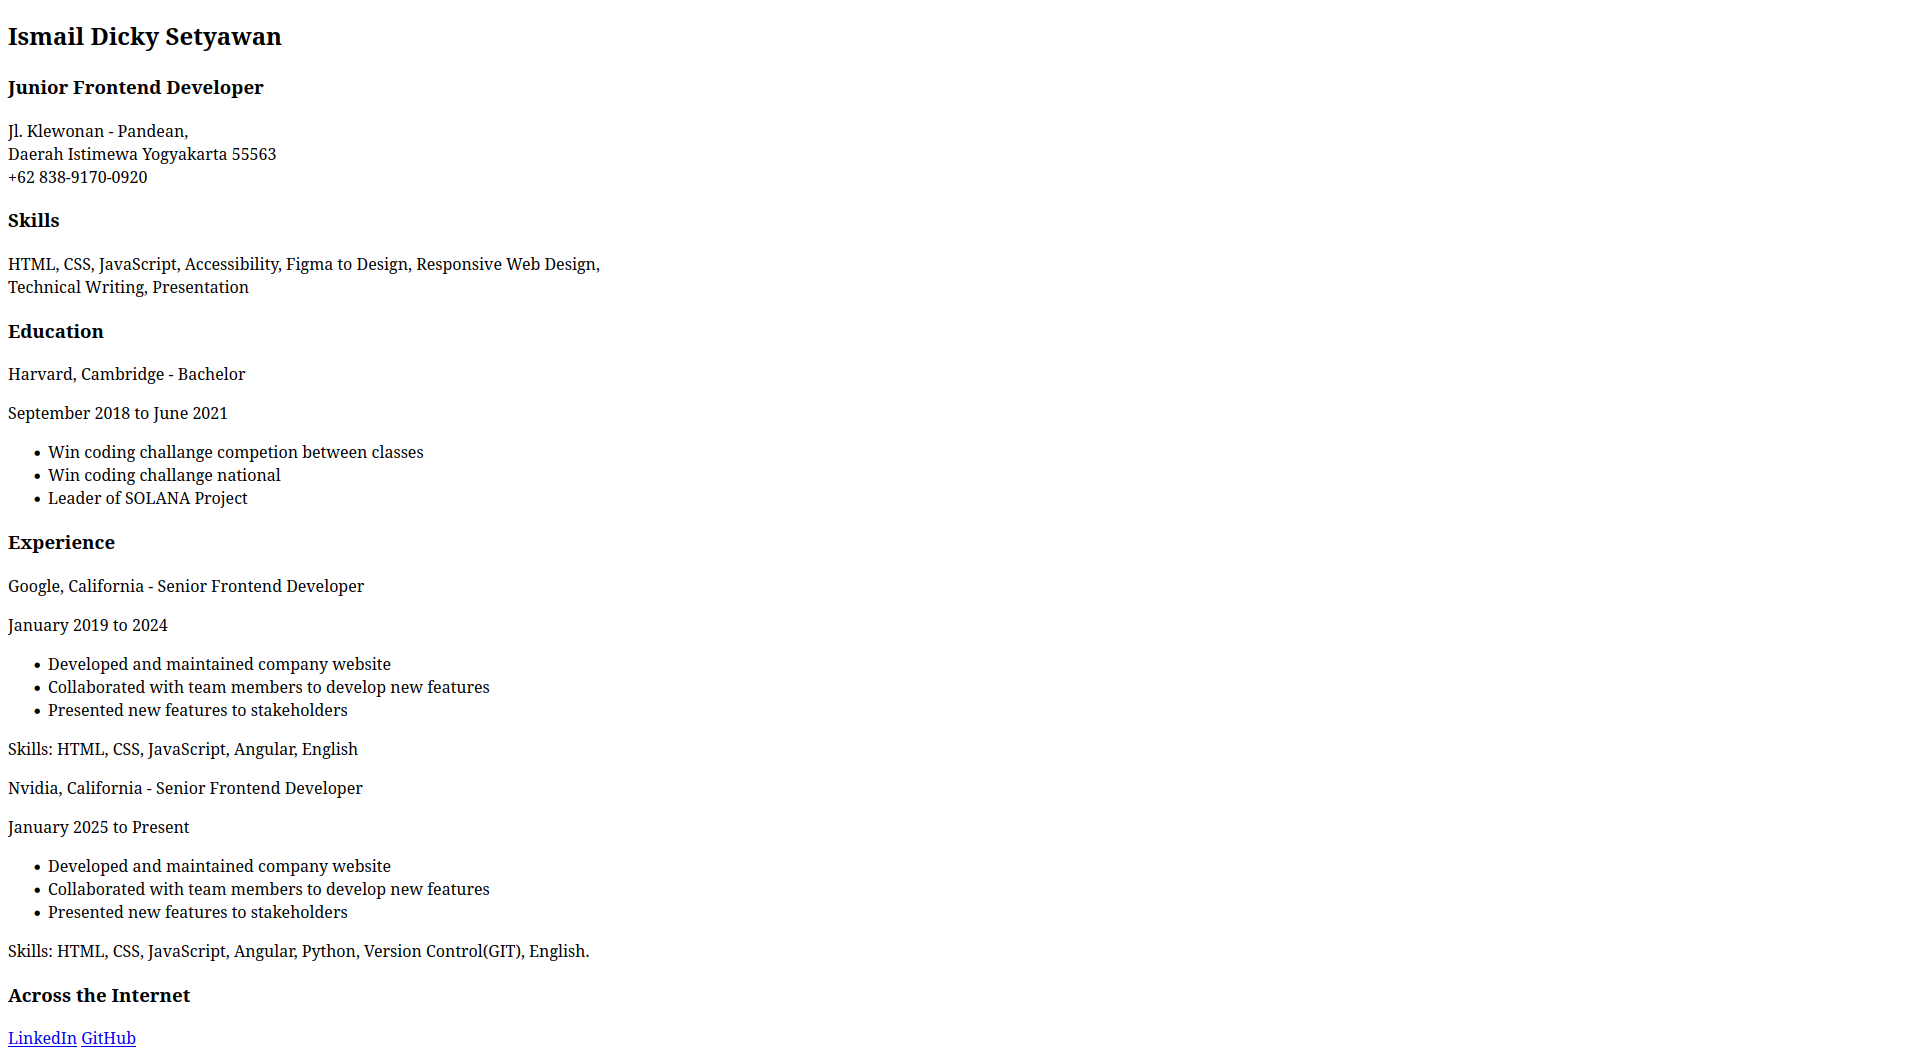 Ismail Dicky Setyawan
Junior Frontend Developer
Jl. Klewonan - Pandean,
Daerah Istimewa Yogyakarta 55563
+62 838-9170-0920
Skills
HTML, CSS, JavaScript, Accessibility, Figma to Design, Responsive Web Design,
Technical Writing, Presentation
Education
Harvard, Cambridge - Bachelor
September 2018 to June 2021
• Win coding challange competion between classes
• Win coding challange national
• Leader of SOLANA Project
Experience
Google, California - Senior Frontend Developer
January 2019 to 2024
• Developed and maintained company website
• Collaborated with team members to develop new features
• Presented new features to stakeholders
Skills: HTML, CSS, JavaScript, Angular, English
Nvidia, California - Senior Frontend Developer
January 2025 to Present
• Developed and maintained company website
• Collaborated with team members to develop new features
• Presented new features to stakeholders
Skills: HTML, CSS, JavaScript, Angular, Python, Version Control(GIT), English.
Across the Internet
LinkedIn GitHub